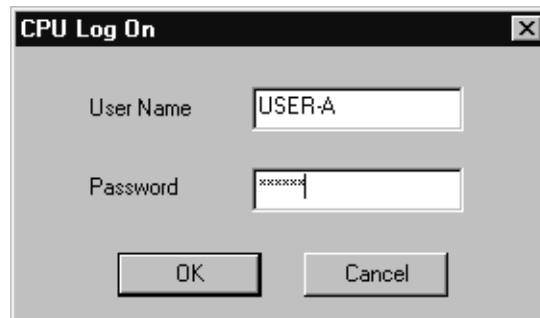 CPU Log On
User Name USER-A
Password ******
OK Cancel